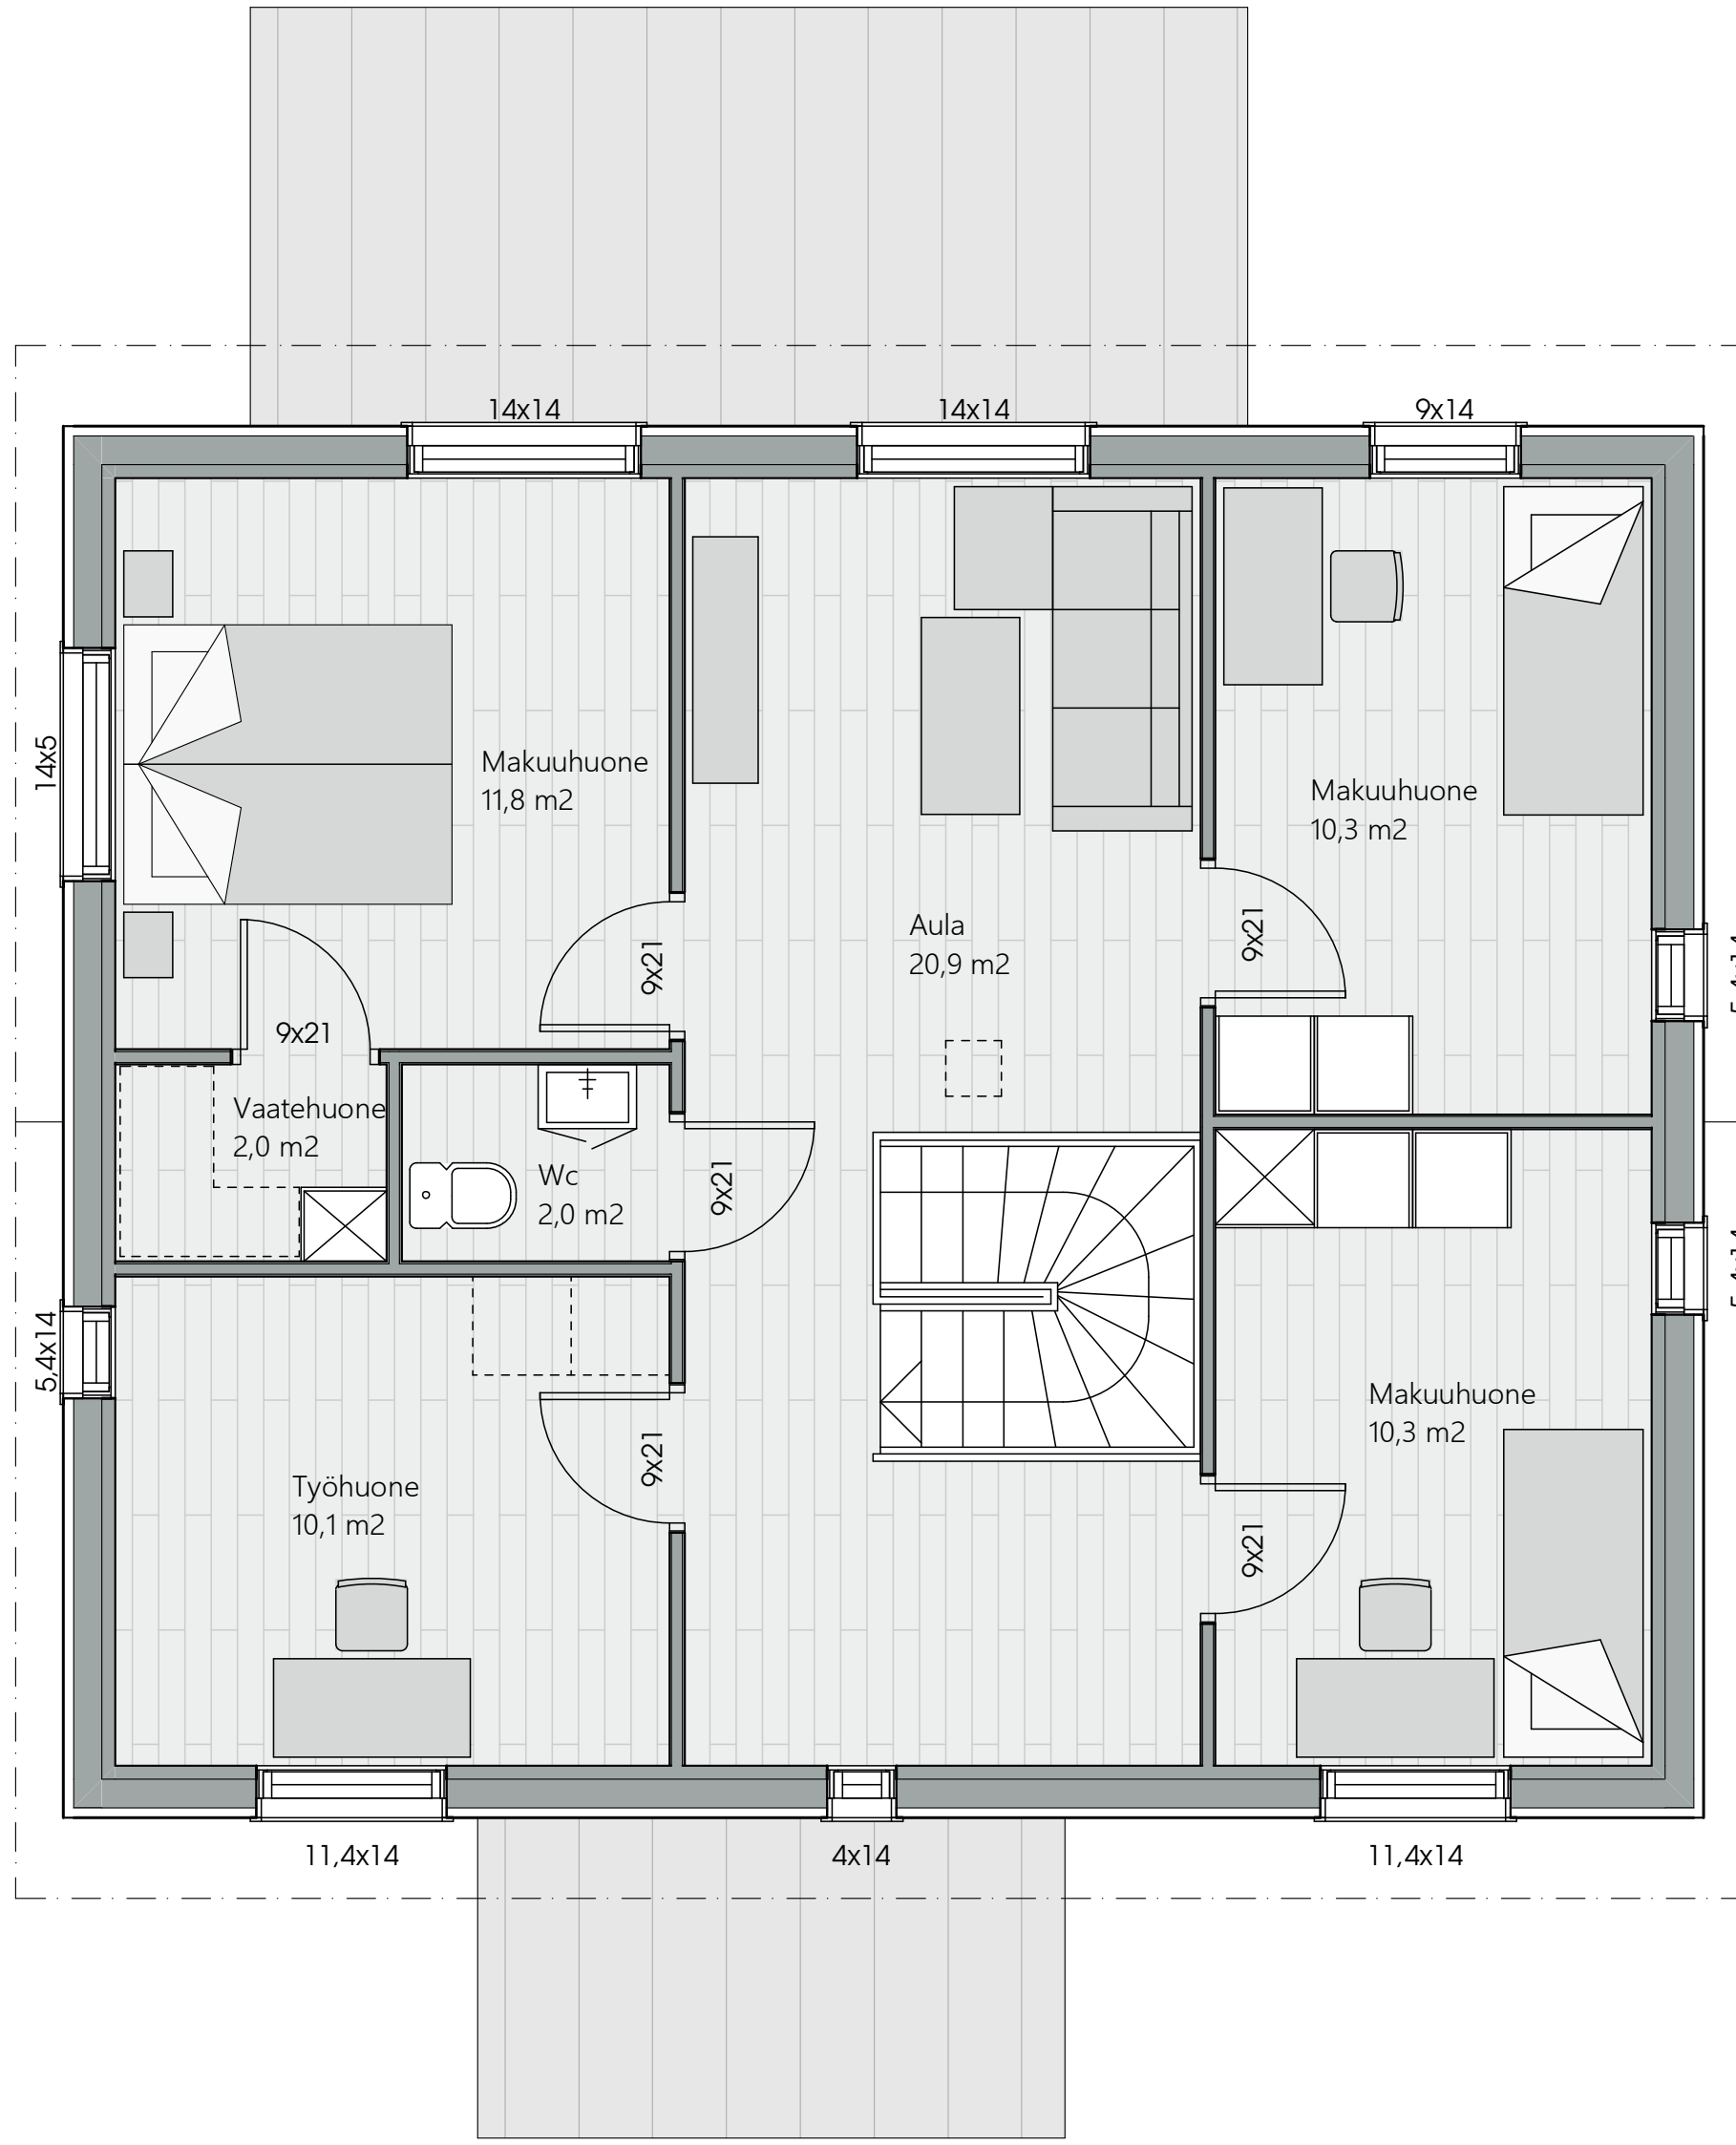 14x14
14x14
9x14
14x5
Makuuhuone
11,8 m2
Makuuhuone
10,3 m2
Aula
20,9 m2
9x21
9x21
9x21
Vaatehuone
2,0 m2
Wc
2,0 m2
9x21
5,4x14
Makuuhuone
10,3 m2
Työhuone
10,1 m2
9x21
9x21
11,4x14
4x14
11,4x14